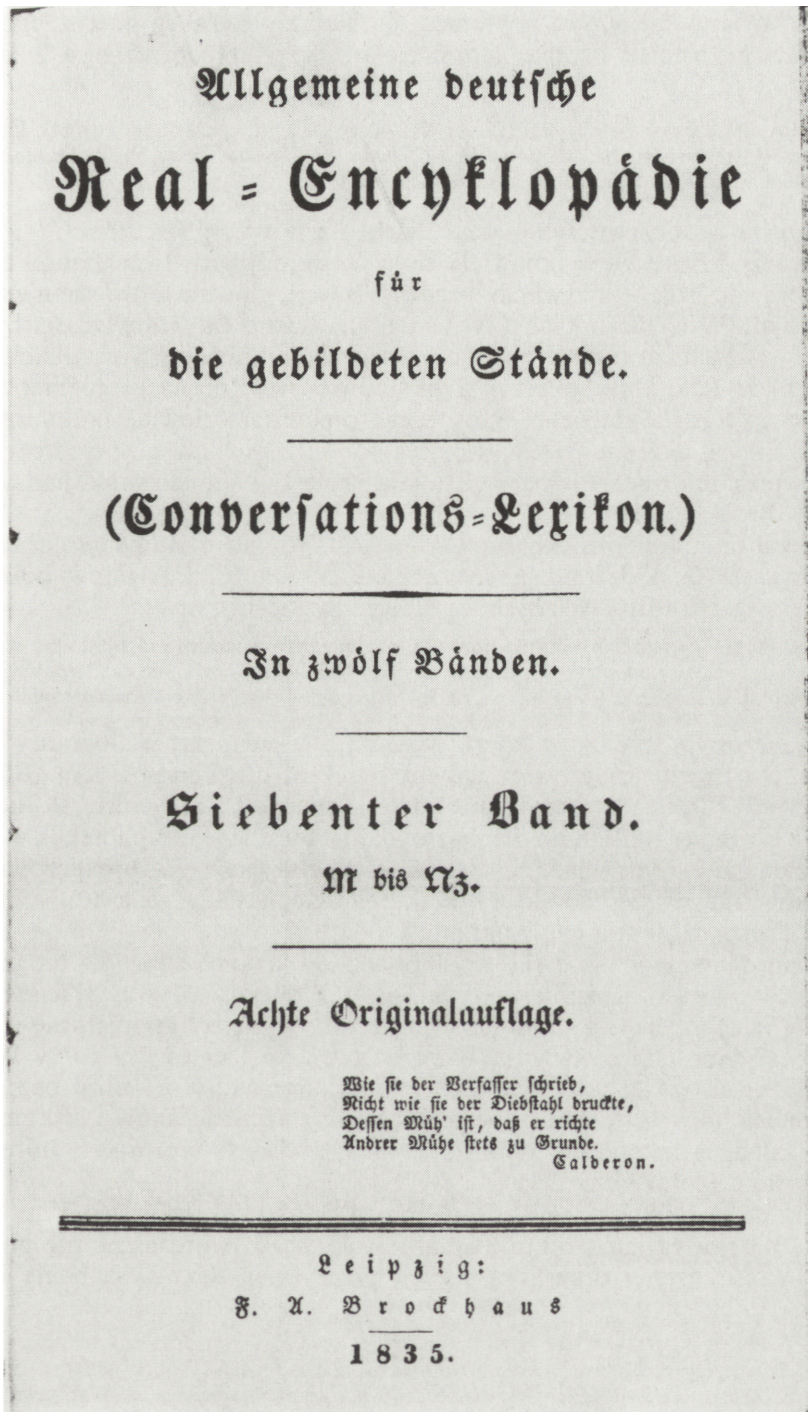 Allgemeine deutsche
Real-Encyklopädie
für
die gebildeten Stände.
(Conversations-Lexikon.)
In zwölf Bänden.
Siebenter Band.
M bis Nz.
Achte Originalauflage.
Wie sie der Verfasser schrieb,
Nicht wie sie der Diebstahl druckte,
Dessen Müh' ist, daß er richte
Andrer Mühe stets zu Grunde.
Calderon.
Leipzig:
F. A. Brockhaus
1835.